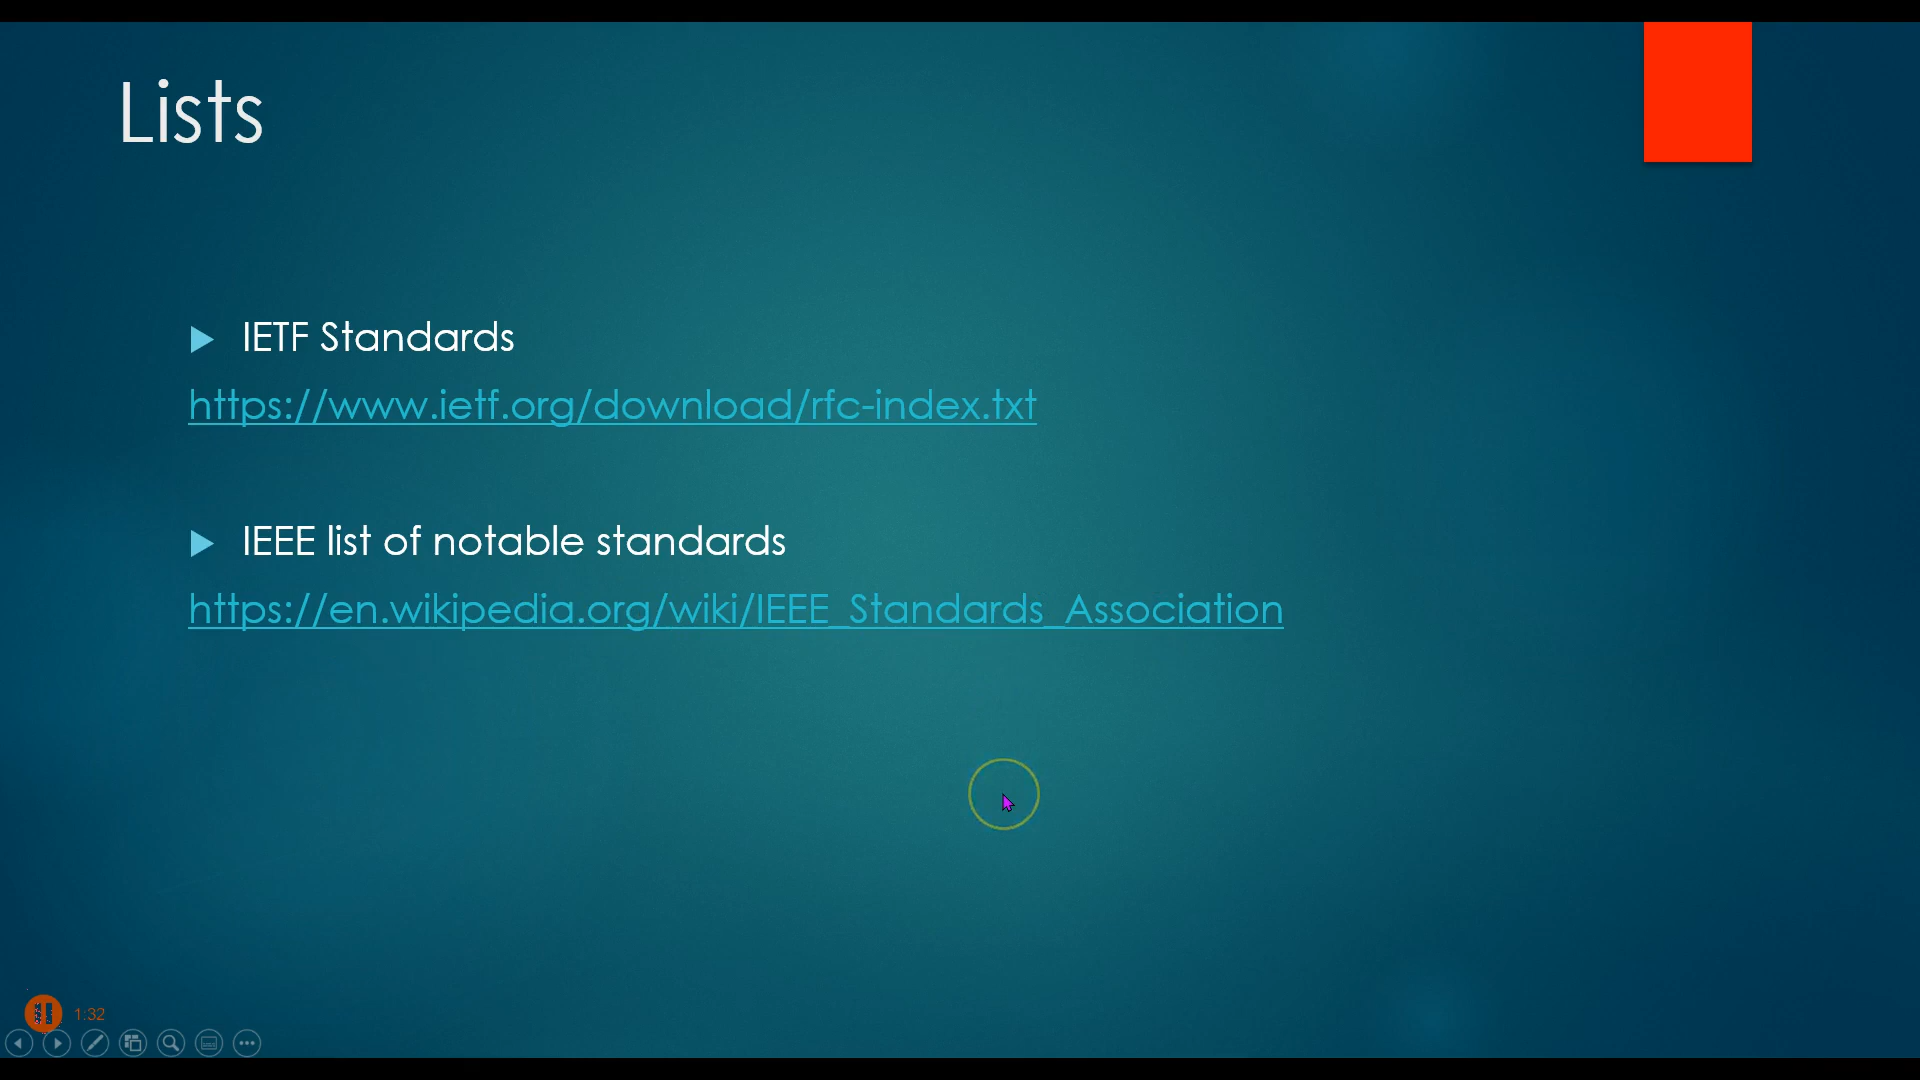 Lists
IETF Standards
https://www.ietf.org/download/rfc-index.txt
IEEE list of notable standards
https://en.wikipedia.org/wiki/IEEE_Standards_Association
1:32